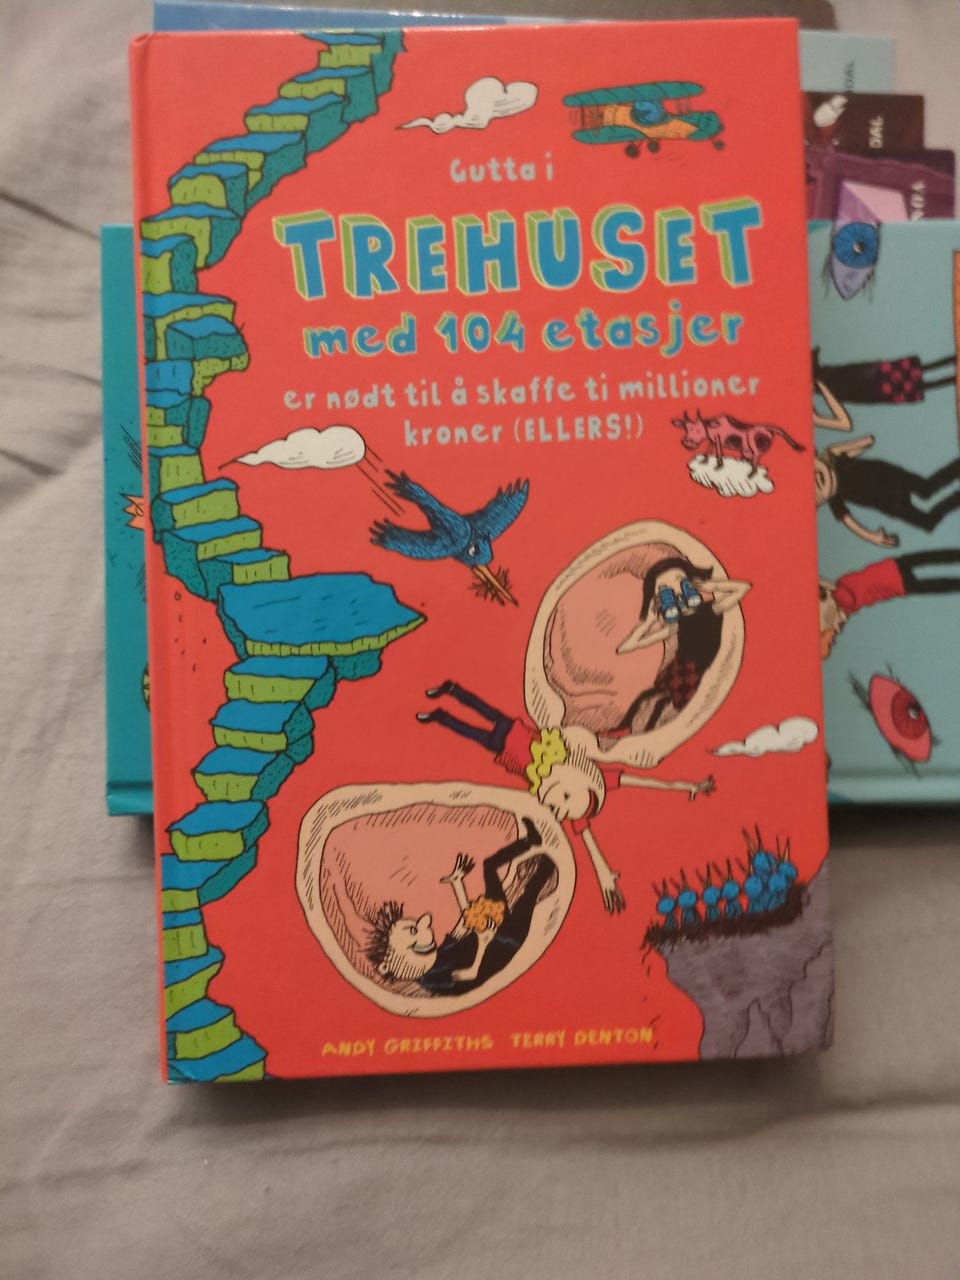 Gutta i
TREHUSET
med 104 etasjer
er nødt til å skaffe ti millioner
kroner (ELLERS!)
ANDY GRIFFITHS TERRY DENTON